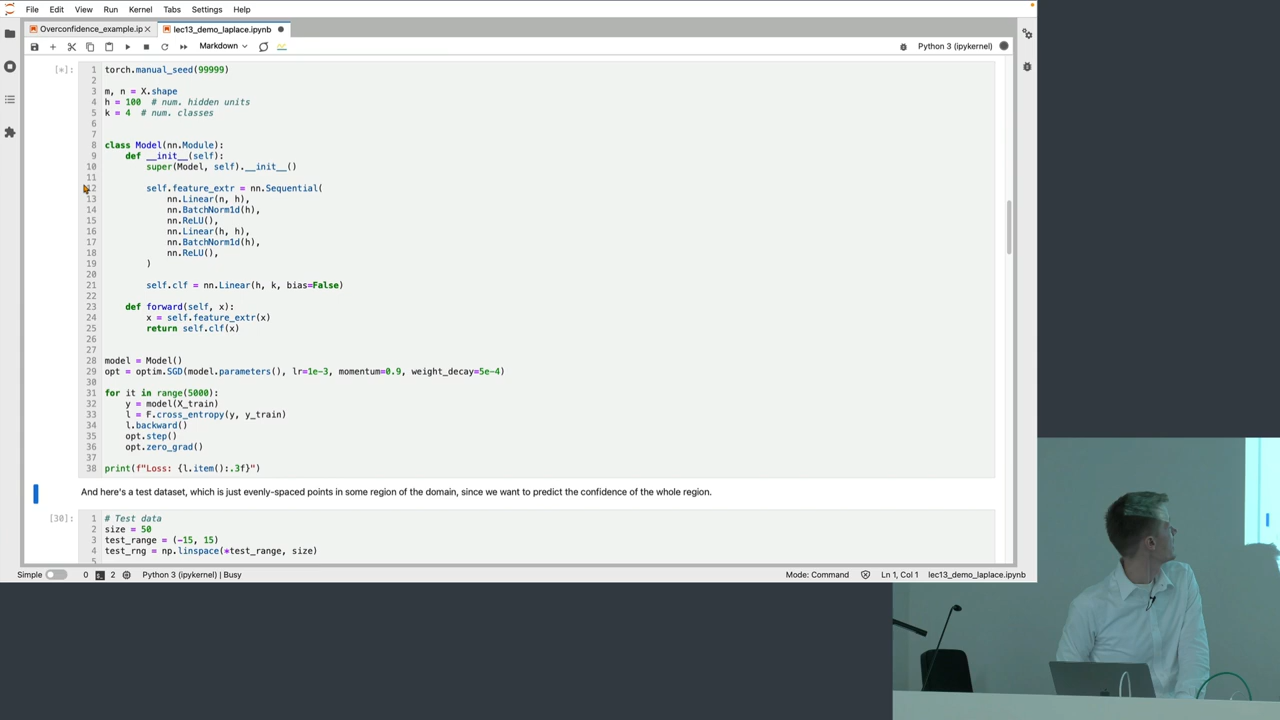 File Edit View Run Kernel Tabs Settings Help
Overconfidence_example.ip lec13_demo_laplace.ipynb
Markdown Python 3 (ipykernel)
[*]: 1 torch.manual_seed(99999)
2
3 m, n = X.shape
4 h = 100 # num. hidden units
5 k = 4 # num. classes
6
7
8 class Model(nn.Module):
9 def __init__(self):
10 super(Model, self).__init__()
11
12 self.feature_extr = nn.Sequential(
13 nn.Linear(n, h),
14 nn.BatchNorm1d(h),
15 nn.ReLU(),
16 nn.Linear(h, h),
17 nn.BatchNorm1d(h),
18 nn.ReLU(),
19 )
20
21 self.clf = nn.Linear(h, k, bias=False)
22
23 def forward(self, x):
24 x = self.feature_extr(x)
25 return self.clf(x)
26
27
28 model = Model()
29 opt = optim.SGD(model.parameters(), lr=1e-3, momentum=0.9, weight_decay=5e-4)
30
31 for it in range(5000):
32 y = model(X_train)
33 l = F.cross_entropy(y, y_train)
34 l.backward()
35 opt.step()
36 opt.zero_grad()
37
38 print(f"Loss: {l.item():.3f}")
And here's a test dataset, which is just evenly-spaced points in some region of the domain, since we want to predict the confidence of the whole region.
[30]: 1 # Test data
2 size = 50
3 test_range = (-15, 15)
4 test_rng = np.linspace(*test_range, size)
5
Simple 0 2 Python 3 (ipykernel) | Busy Mode: Command Ln 1, Col 1 lec13_demo_laplace.ipynb